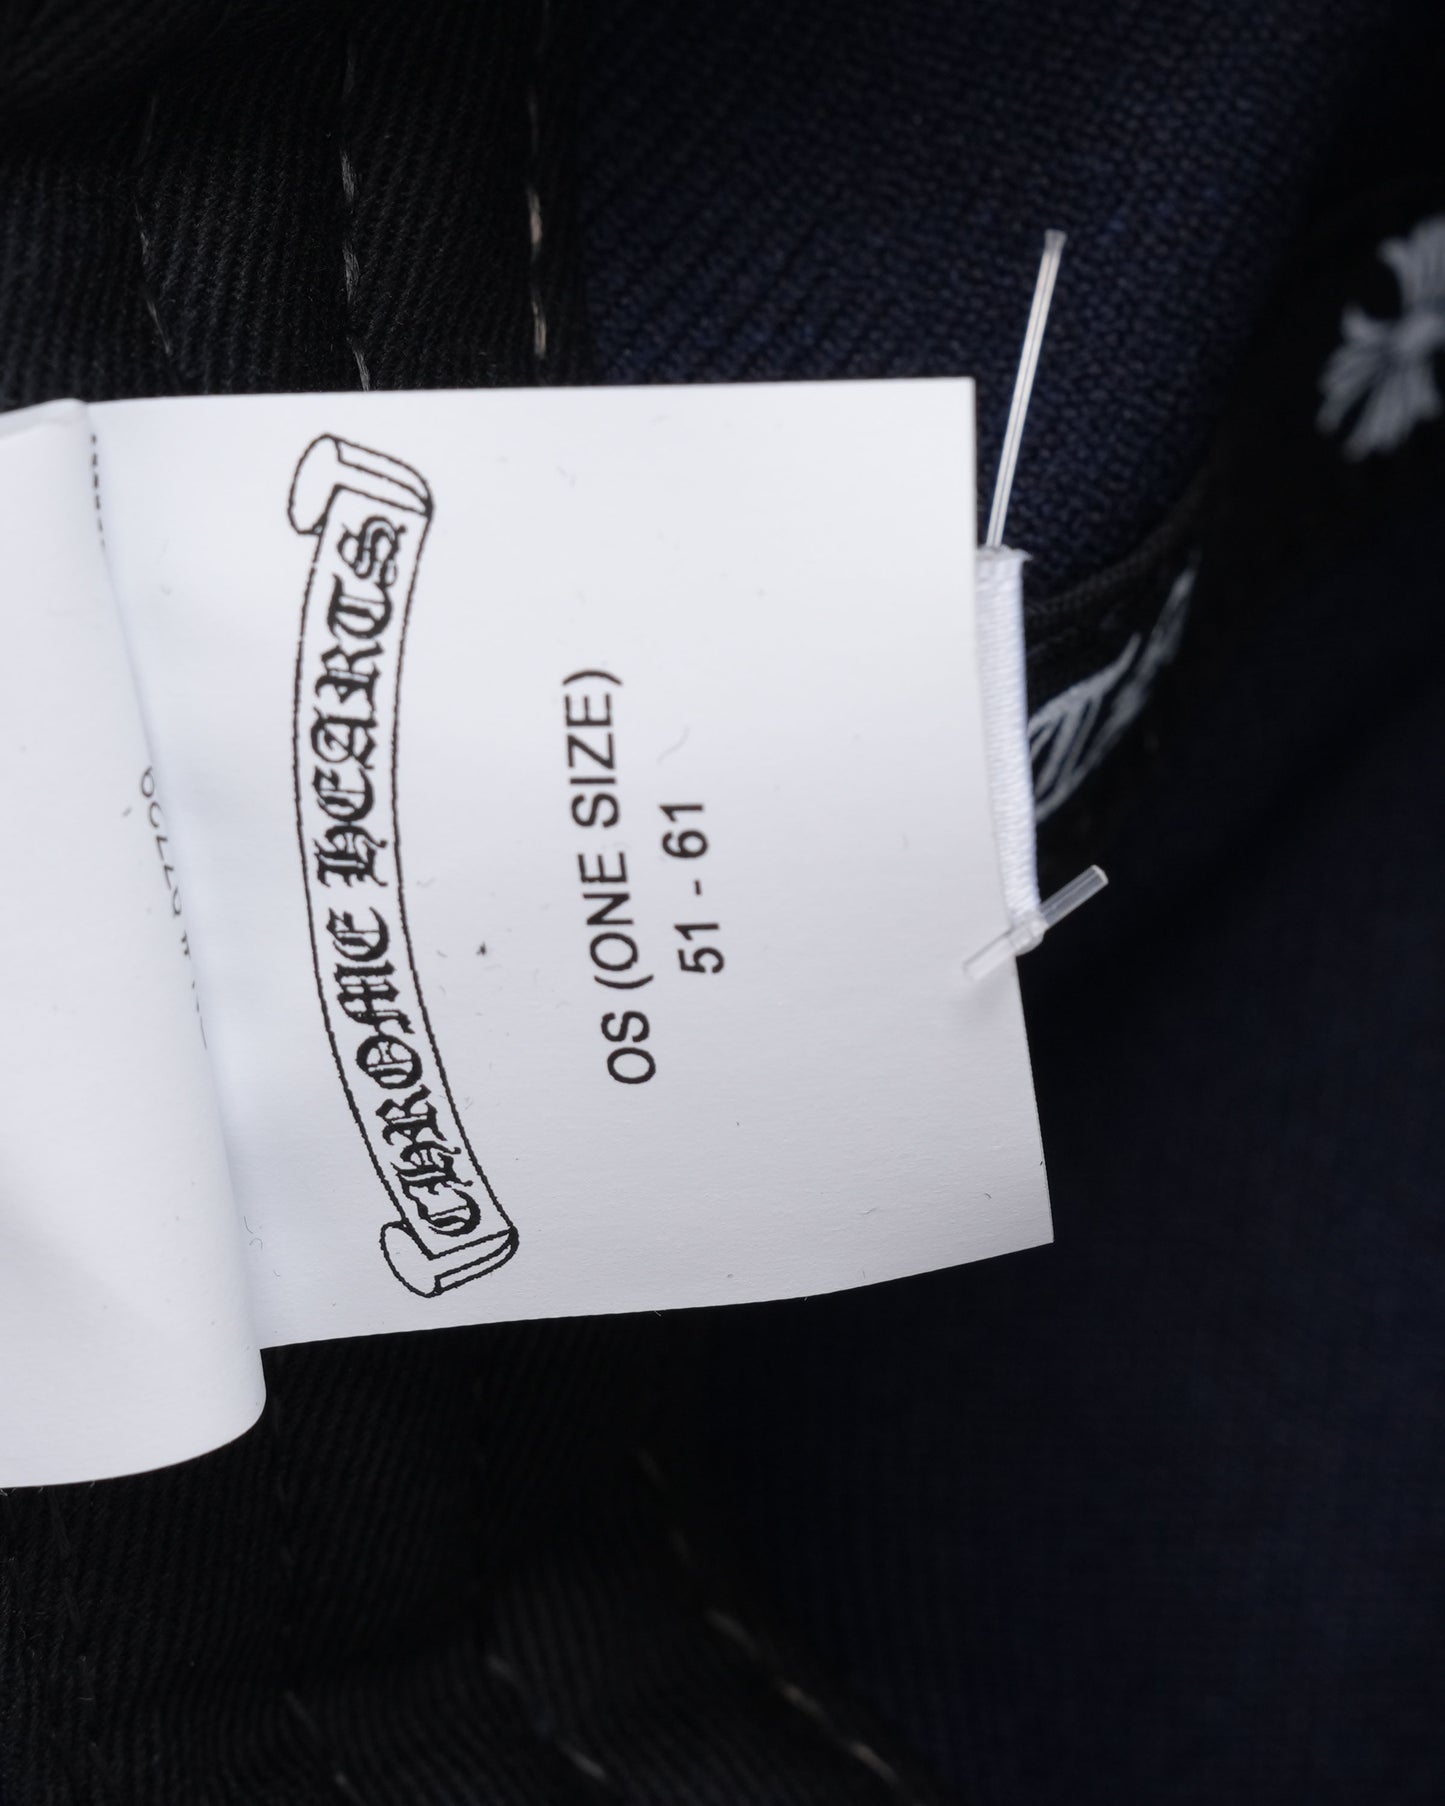 CHROME HEARTS
OS (ONE SIZE)
51 - 61